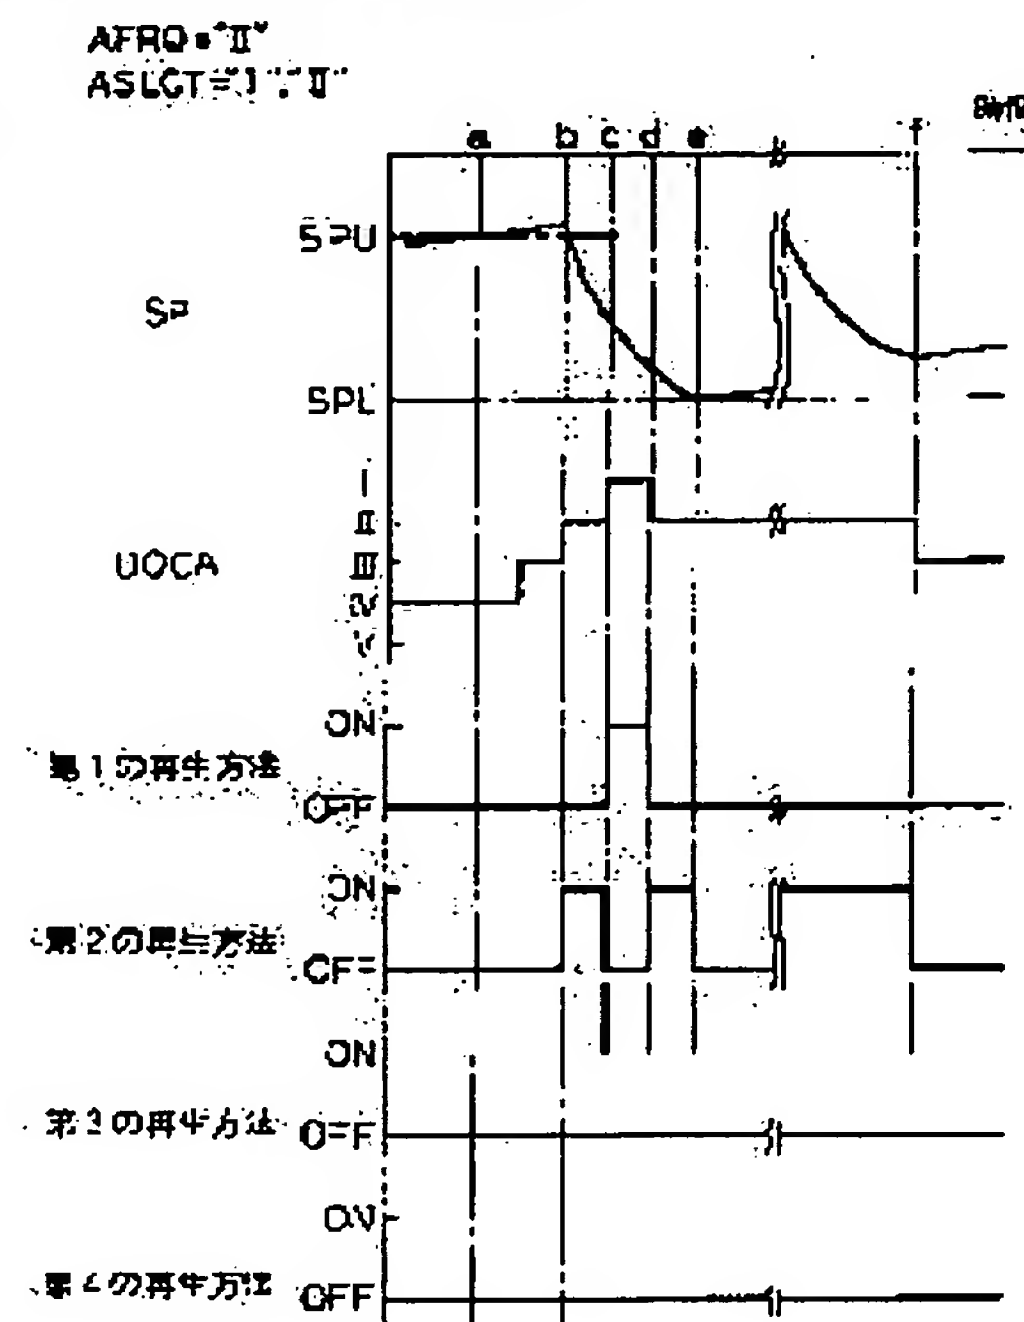 AFRQ="II"
ASLCT="I","II"
時間
a b c d e f
SPU
SP
SPL
I
II
UOCA
III
IV
V
ON
第1の再生方法
OFF
ON
第2の再生方法
OFF
ON
第3の再生方法
OFF
ON
第4の再生方法
OFF